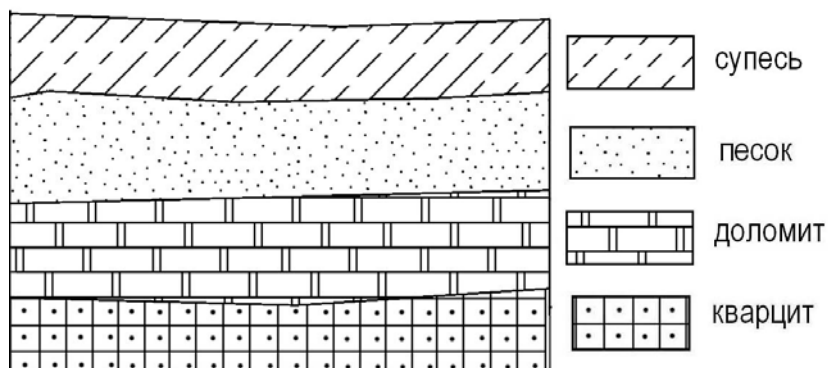 супесь
песок
доломит
кварцит